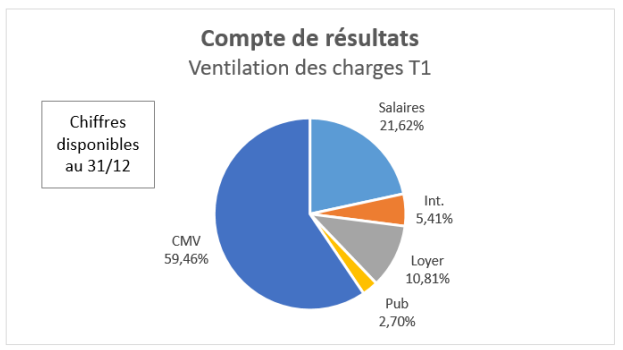 Compte de résultats
Ventilation des charges T1
Chiffres
disponibles
au 31/12
Salaires
21,62%
Int.
5,41%
Loyer
10,81%
Pub
2,70%
CMV
59,46%